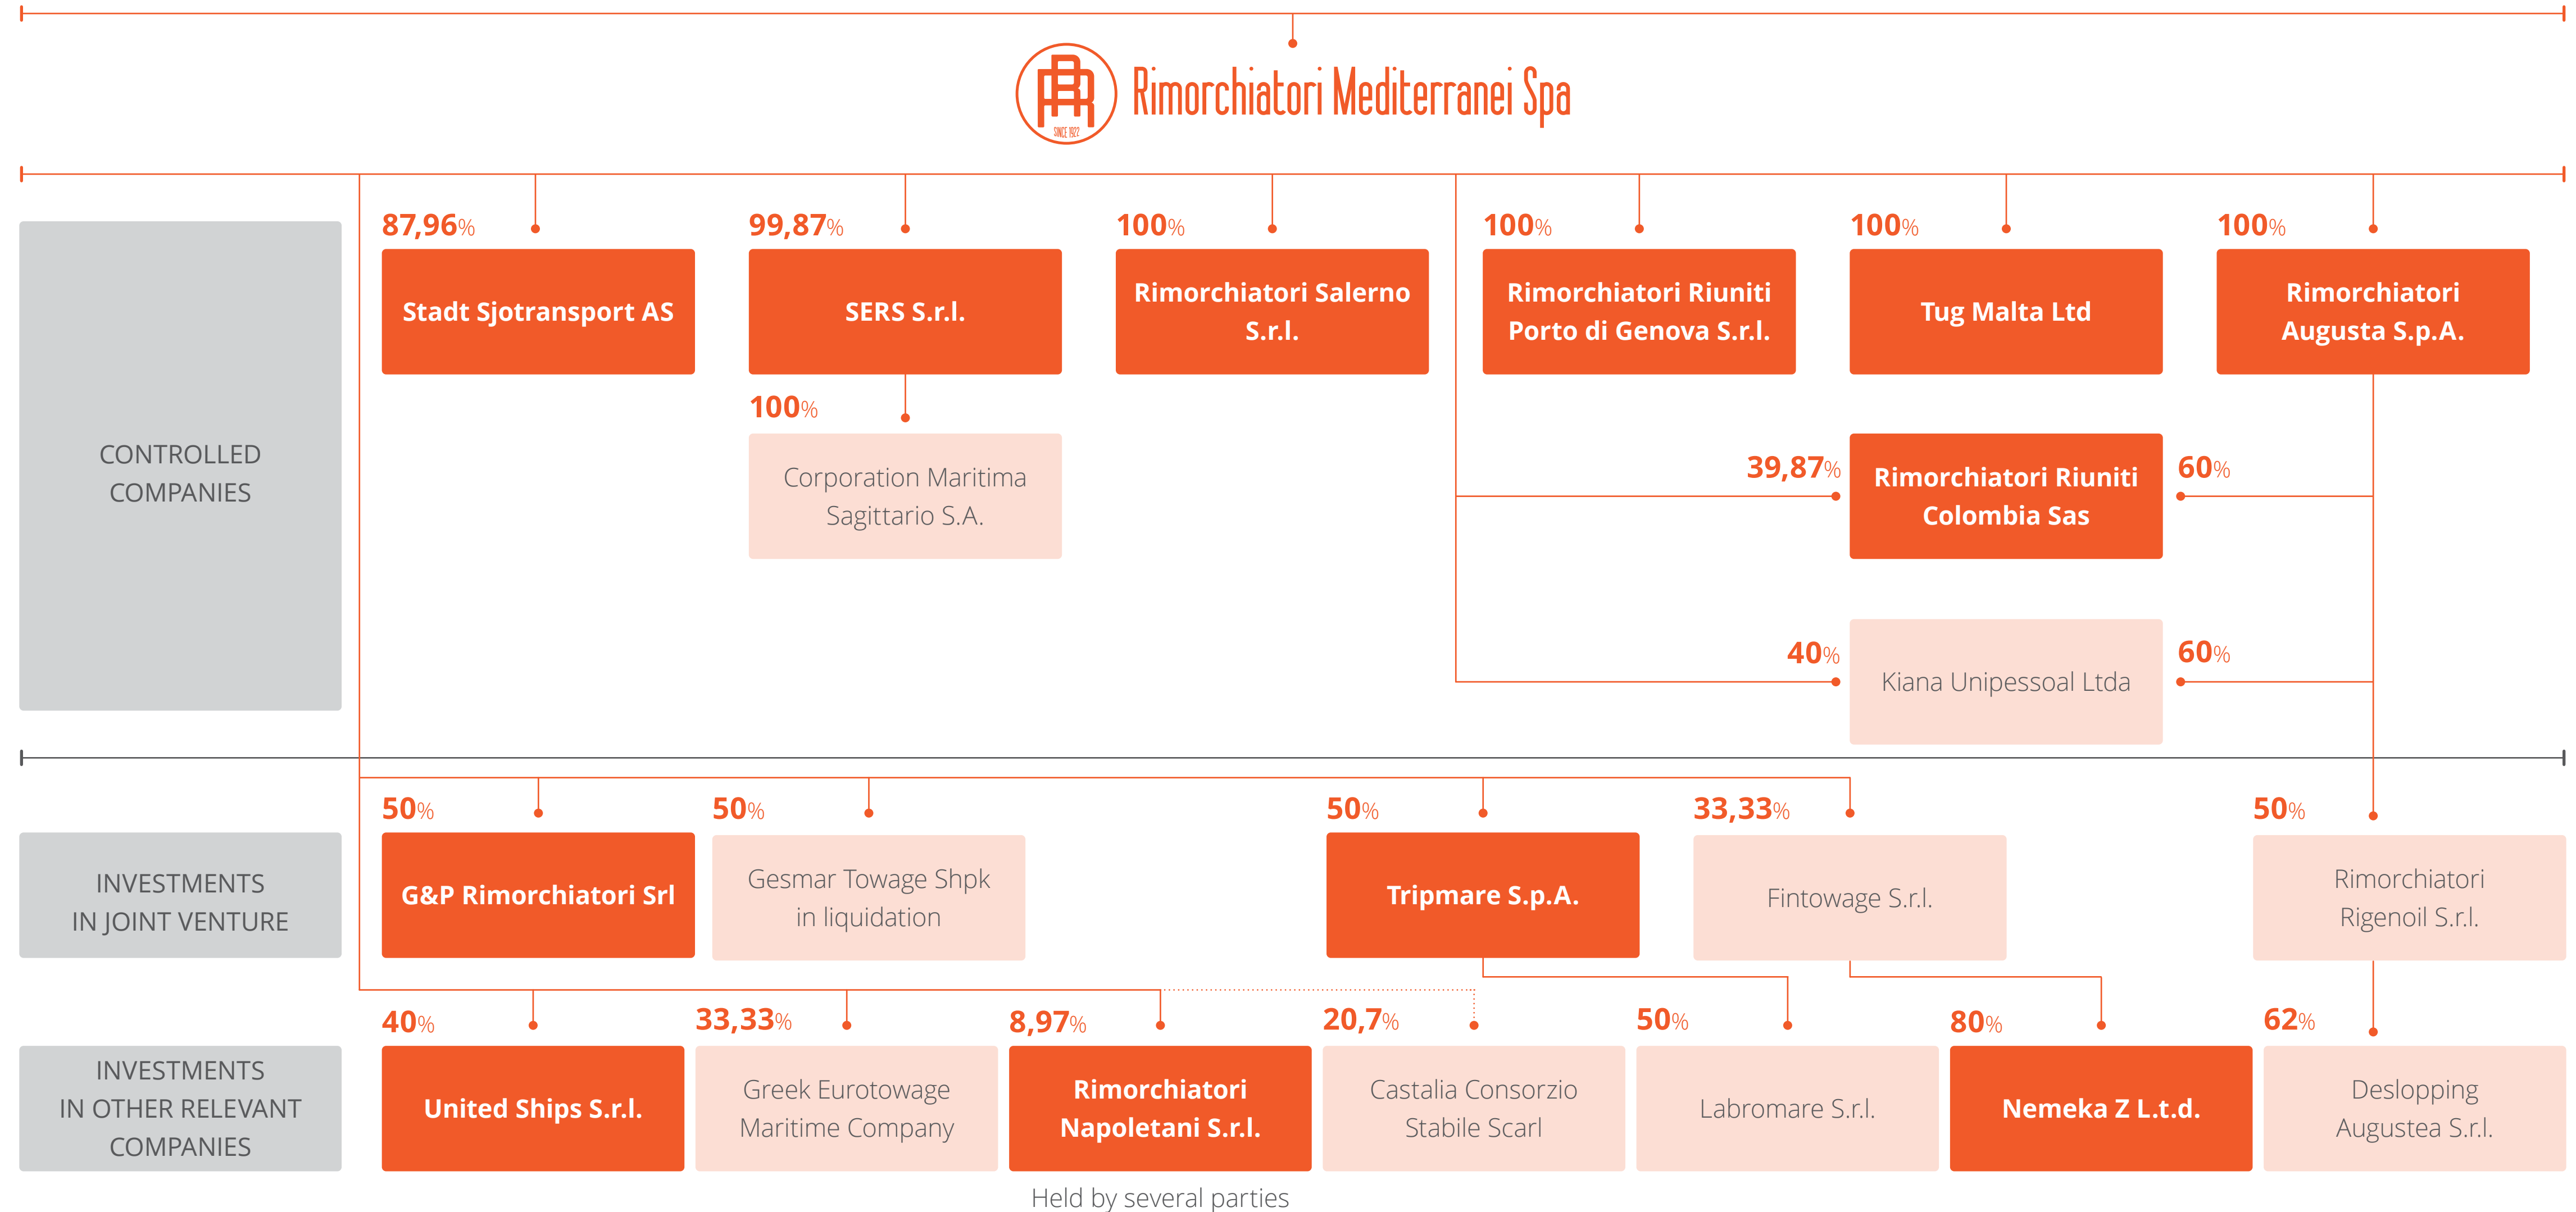 SINCE 1922
Rimorchiatori Mediterranei Spa
CONTROLLED
COMPANIES
87,96%
Stadt Sjotransport AS
99,87%
SERS S.r.l.
100%
Rimorchiatori Salerno
S.r.l.
100%
Rimorchiatori Riuniti
Porto di Genova S.r.l.
100%
Tug Malta Ltd
100%
Rimorchiatori
Augusta S.p.A.
100%
Corporation Maritima
Sagittario S.A.
39,87%
Rimorchiatori Riuniti
Colombia Sas
60%
40%
Kiana Unipessoal Ltda
60%
INVESTMENTS
IN JOINT VENTURE
50%
G&P Rimorchiatori Srl
50%
Gesmar Towage Shpk
in liquidation
50%
Tripmare S.p.A.
33,33%
Fintowage S.r.l.
50%
Rimorchiatori
Rigenoil S.r.l.
INVESTMENTS
IN OTHER RELEVANT
COMPANIES
40%
United Ships S.r.l.
33,33%
Greek Eurotowage
Maritime Company
8,97%
Rimorchiatori
Napoletani S.r.l.
20,7%
Castalia Consorzio
Stabile Scarl
50%
Labromare S.r.l.
80%
Nemeka Z L.t.d.
62%
Deslopping
Augustea S.r.l.
Held by several parties